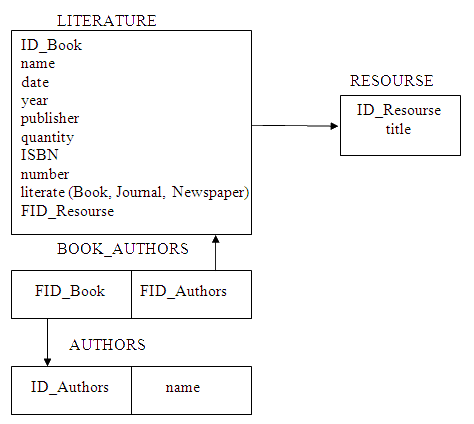 LITERATURE
ID_Book
name
date
year
publisher
quantity
ISBN
number
literate (Book, Journal, Newspaper)
FID_Resourse
RESOURSE
ID_Resourse
title
BOOK_AUTHORS
FID_Book
FID_Authors
AUTHORS
ID_Authors
name